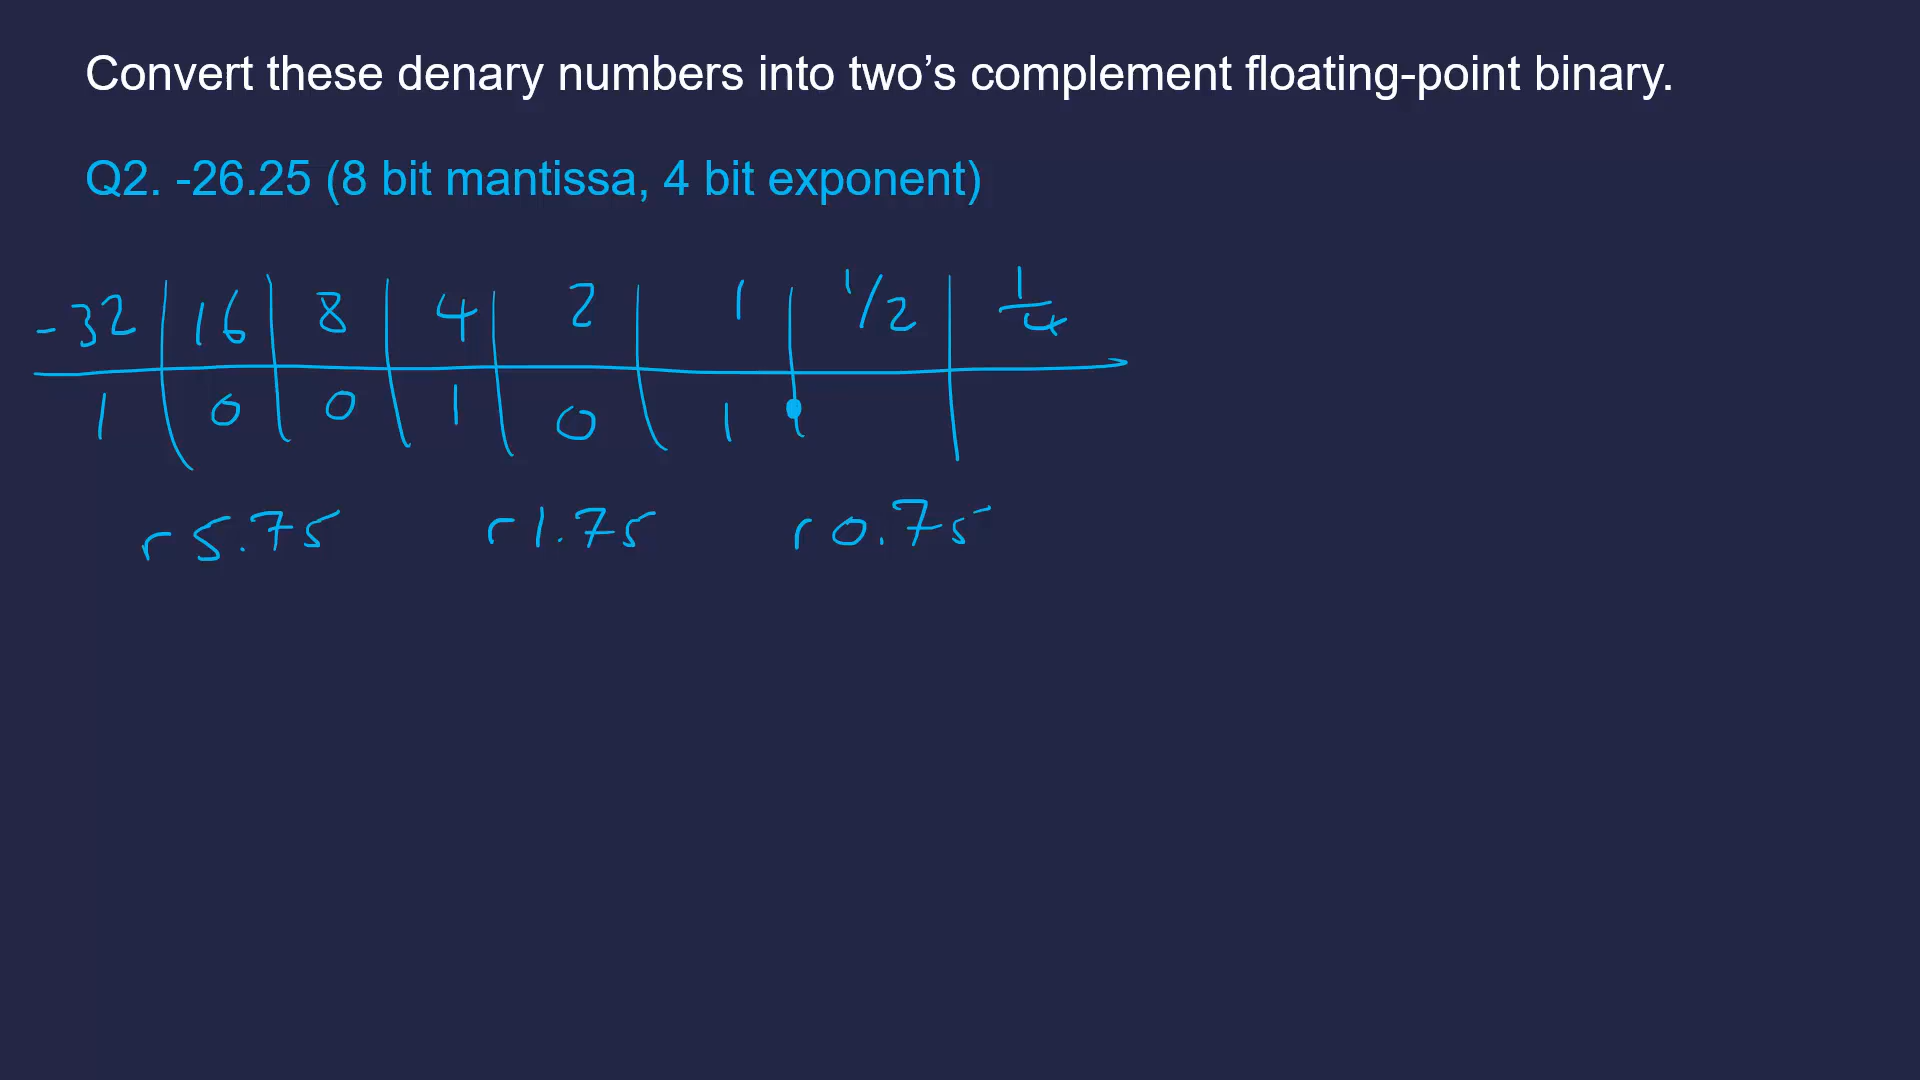 Convert these denary numbers into two’s complement floating-point binary.
Q2. -26.25 (8 bit mantissa, 4 bit exponent)
-32 | 16 | 8 | 4 | 2 | 1 | 1/2 | 1/4
1 | 0 | 0 | 1 | 0 | 1 .
r5.75 r1.75 r0.75